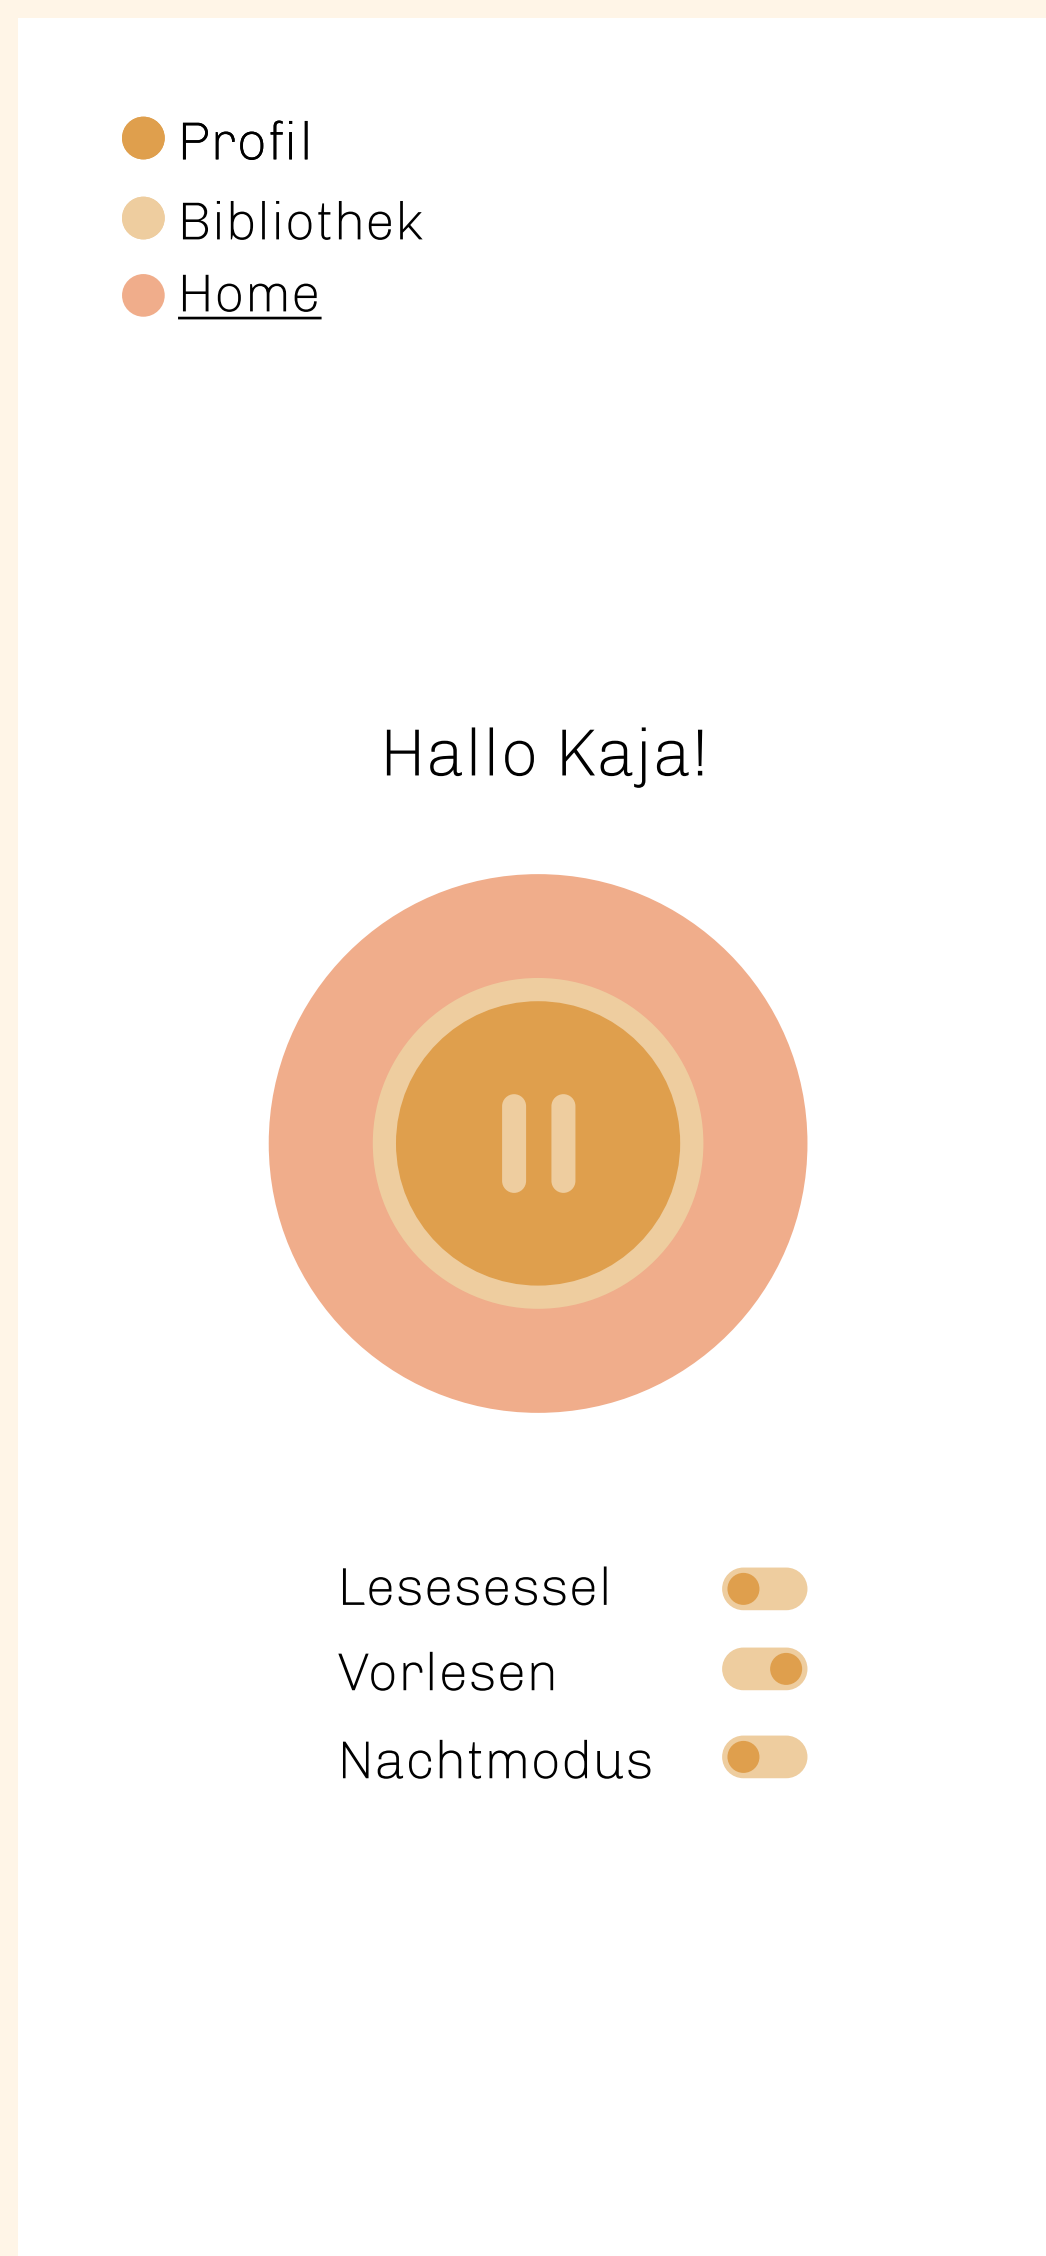 Profil
Bibliothek
Home
Hallo Kaja!
Lesesessel
Vorlesen
Nachtmodus